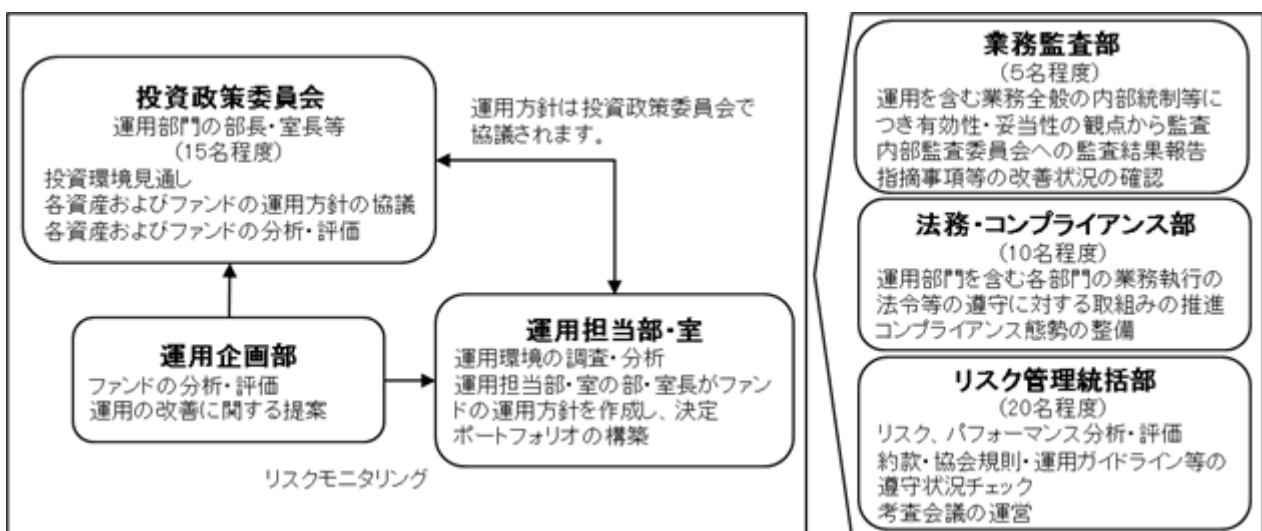 投資政策委員会
運用部門の部長・室長等
(15名程度)
投資環境見通し
各資産およびファンドの運用方針の協議
各資産およびファンドの分析・評価
運用方針は投資政策委員会で
協議されます。
運用企画部
ファンドの分析・評価
運用の改善に関する提案
運用担当部・室
運用環境の調査・分析
運用担当部・室の部・室長がファン
ドの運用方針を作成し、決定
ポートフォリオの構築
リスクモニタリング
業務監査部
(5名程度)
運用を含む業務全般の内部統制等に
つき有効性・妥当性の観点から監査
内部監査委員会への監査結果報告
指摘事項等の改善状況の確認
法務・コンプライアンス部
(10名程度)
運用部門を含む各部門の業務執行の
法令等の遵守に対する取組みの推進
コンプライアンス態勢の整備
リスク管理統括部
(20名程度)
リスク、パフォーマンス分析・評価
約款・協会規則・運用ガイドライン等の
遵守状況チェック
考査会議の運営